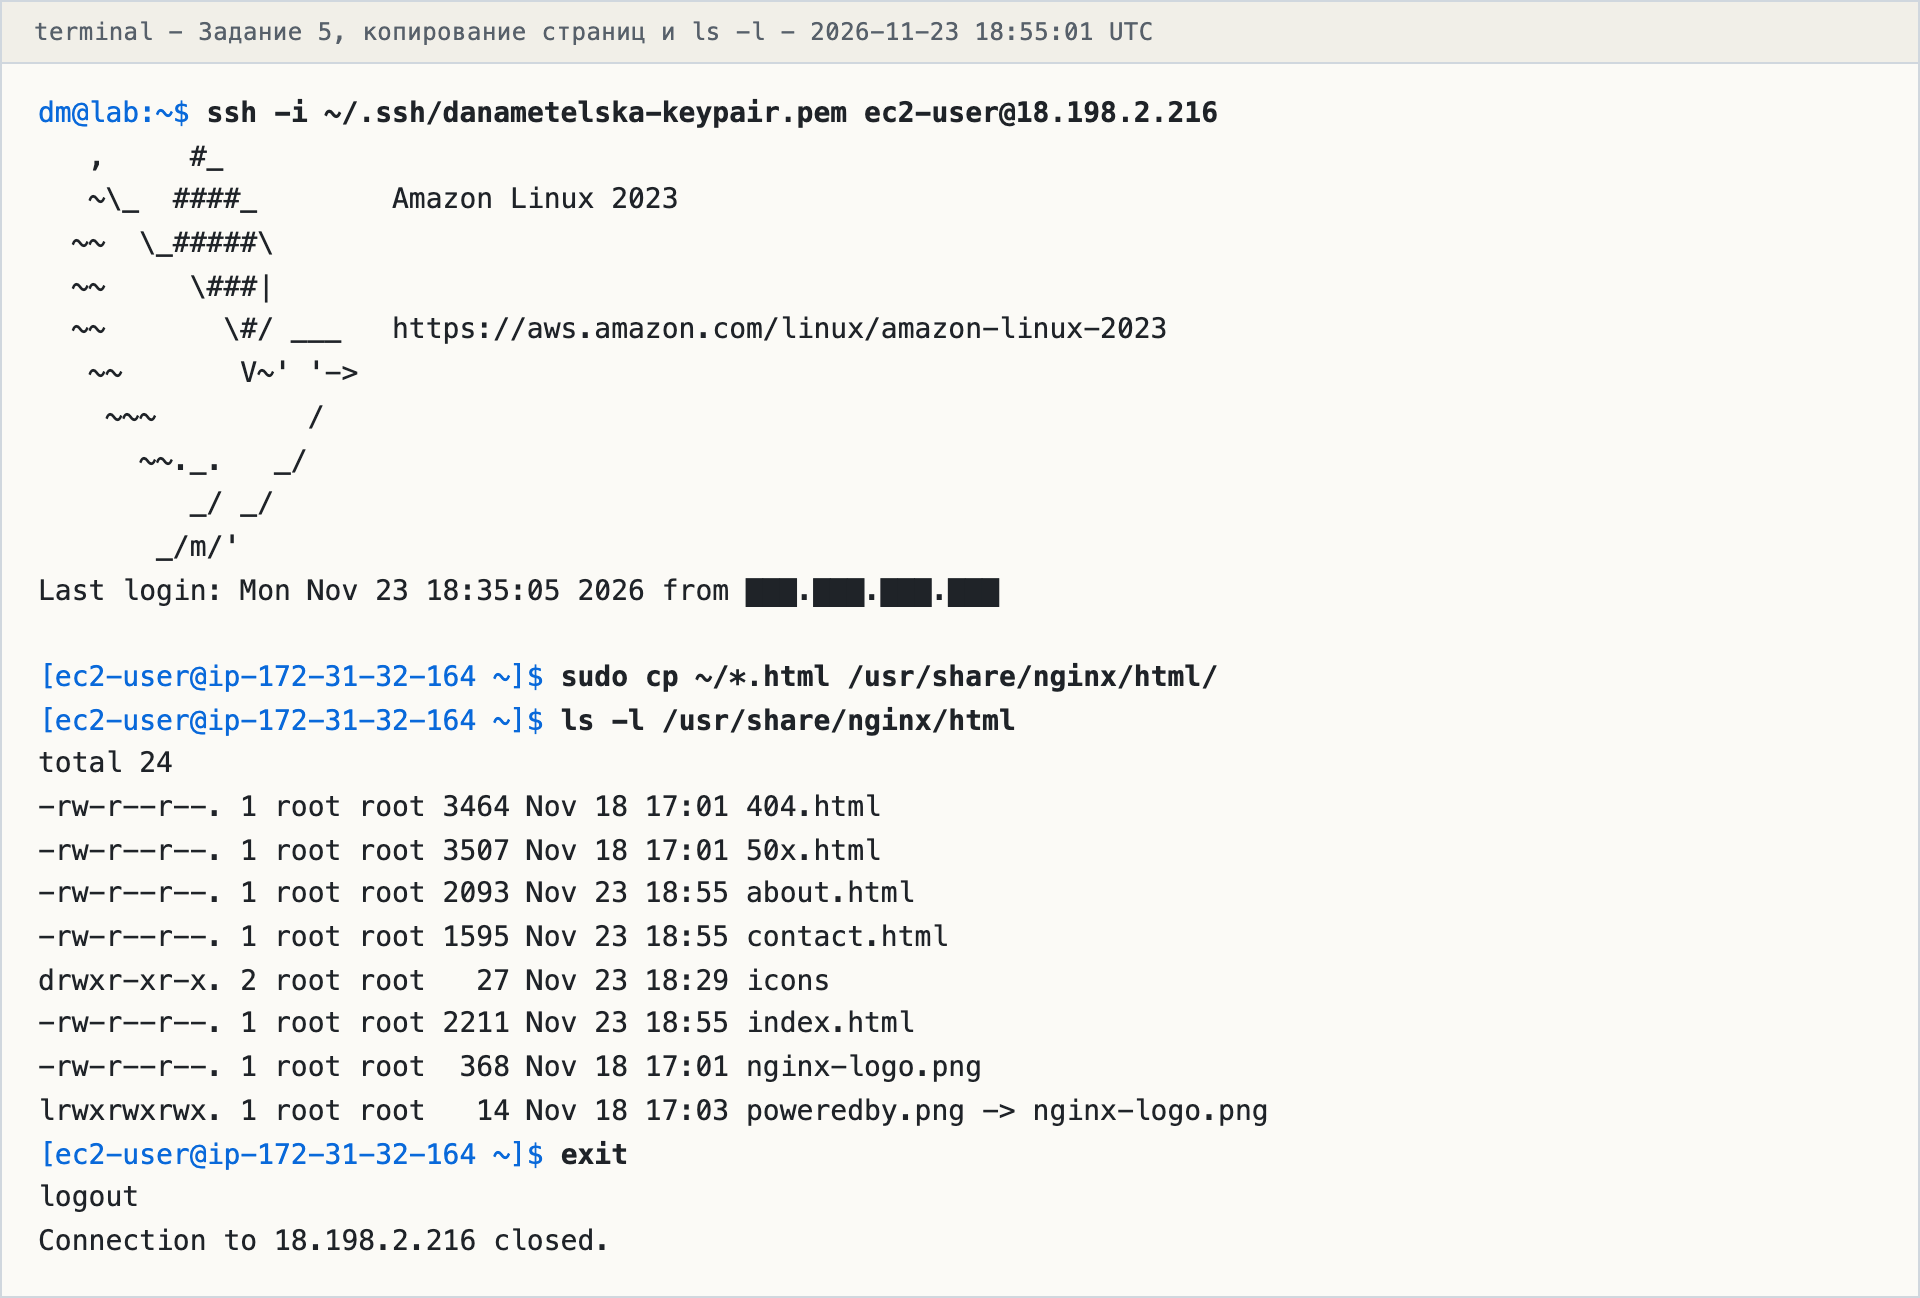 terminal — Задание 5, копирование страниц и ls -l — 2026-11-23 18:55:01 UTC
dm@lab:~$ ssh -i ~/.ssh/danametelska-keypair.pem ec2-user@18.198.2.216
   ,     #_
   ~\_  ####_        Amazon Linux 2023
  ~~  \_#####\
  ~~     \###|
  ~~       \#/ ___   https://aws.amazon.com/linux/amazon-linux-2023
   ~~       V~' '->
    ~~~         /
      ~~._.   _/
         _/ _/
       _/m/'
Last login: Mon Nov 23 18:35:05 2026 from ███.███.███.███
[ec2-user@ip-172-31-32-164 ~]$ sudo cp ~/*.html /usr/share/nginx/html/
[ec2-user@ip-172-31-32-164 ~]$ ls -l /usr/share/nginx/html
total 24
-rw-r--r--. 1 root root 3464 Nov 18 17:01 404.html
-rw-r--r--. 1 root root 3507 Nov 18 17:01 50x.html
-rw-r--r--. 1 root root 2093 Nov 23 18:55 about.html
-rw-r--r--. 1 root root 1595 Nov 23 18:55 contact.html
drwxr-xr-x. 2 root root   27 Nov 23 18:29 icons
-rw-r--r--. 1 root root 2211 Nov 23 18:55 index.html
-rw-r--r--. 1 root root  368 Nov 18 17:01 nginx-logo.png
lrwxrwxrwx. 1 root root   14 Nov 18 17:03 poweredby.png -> nginx-logo.png
[ec2-user@ip-172-31-32-164 ~]$ exit
logout
Connection to 18.198.2.216 closed.